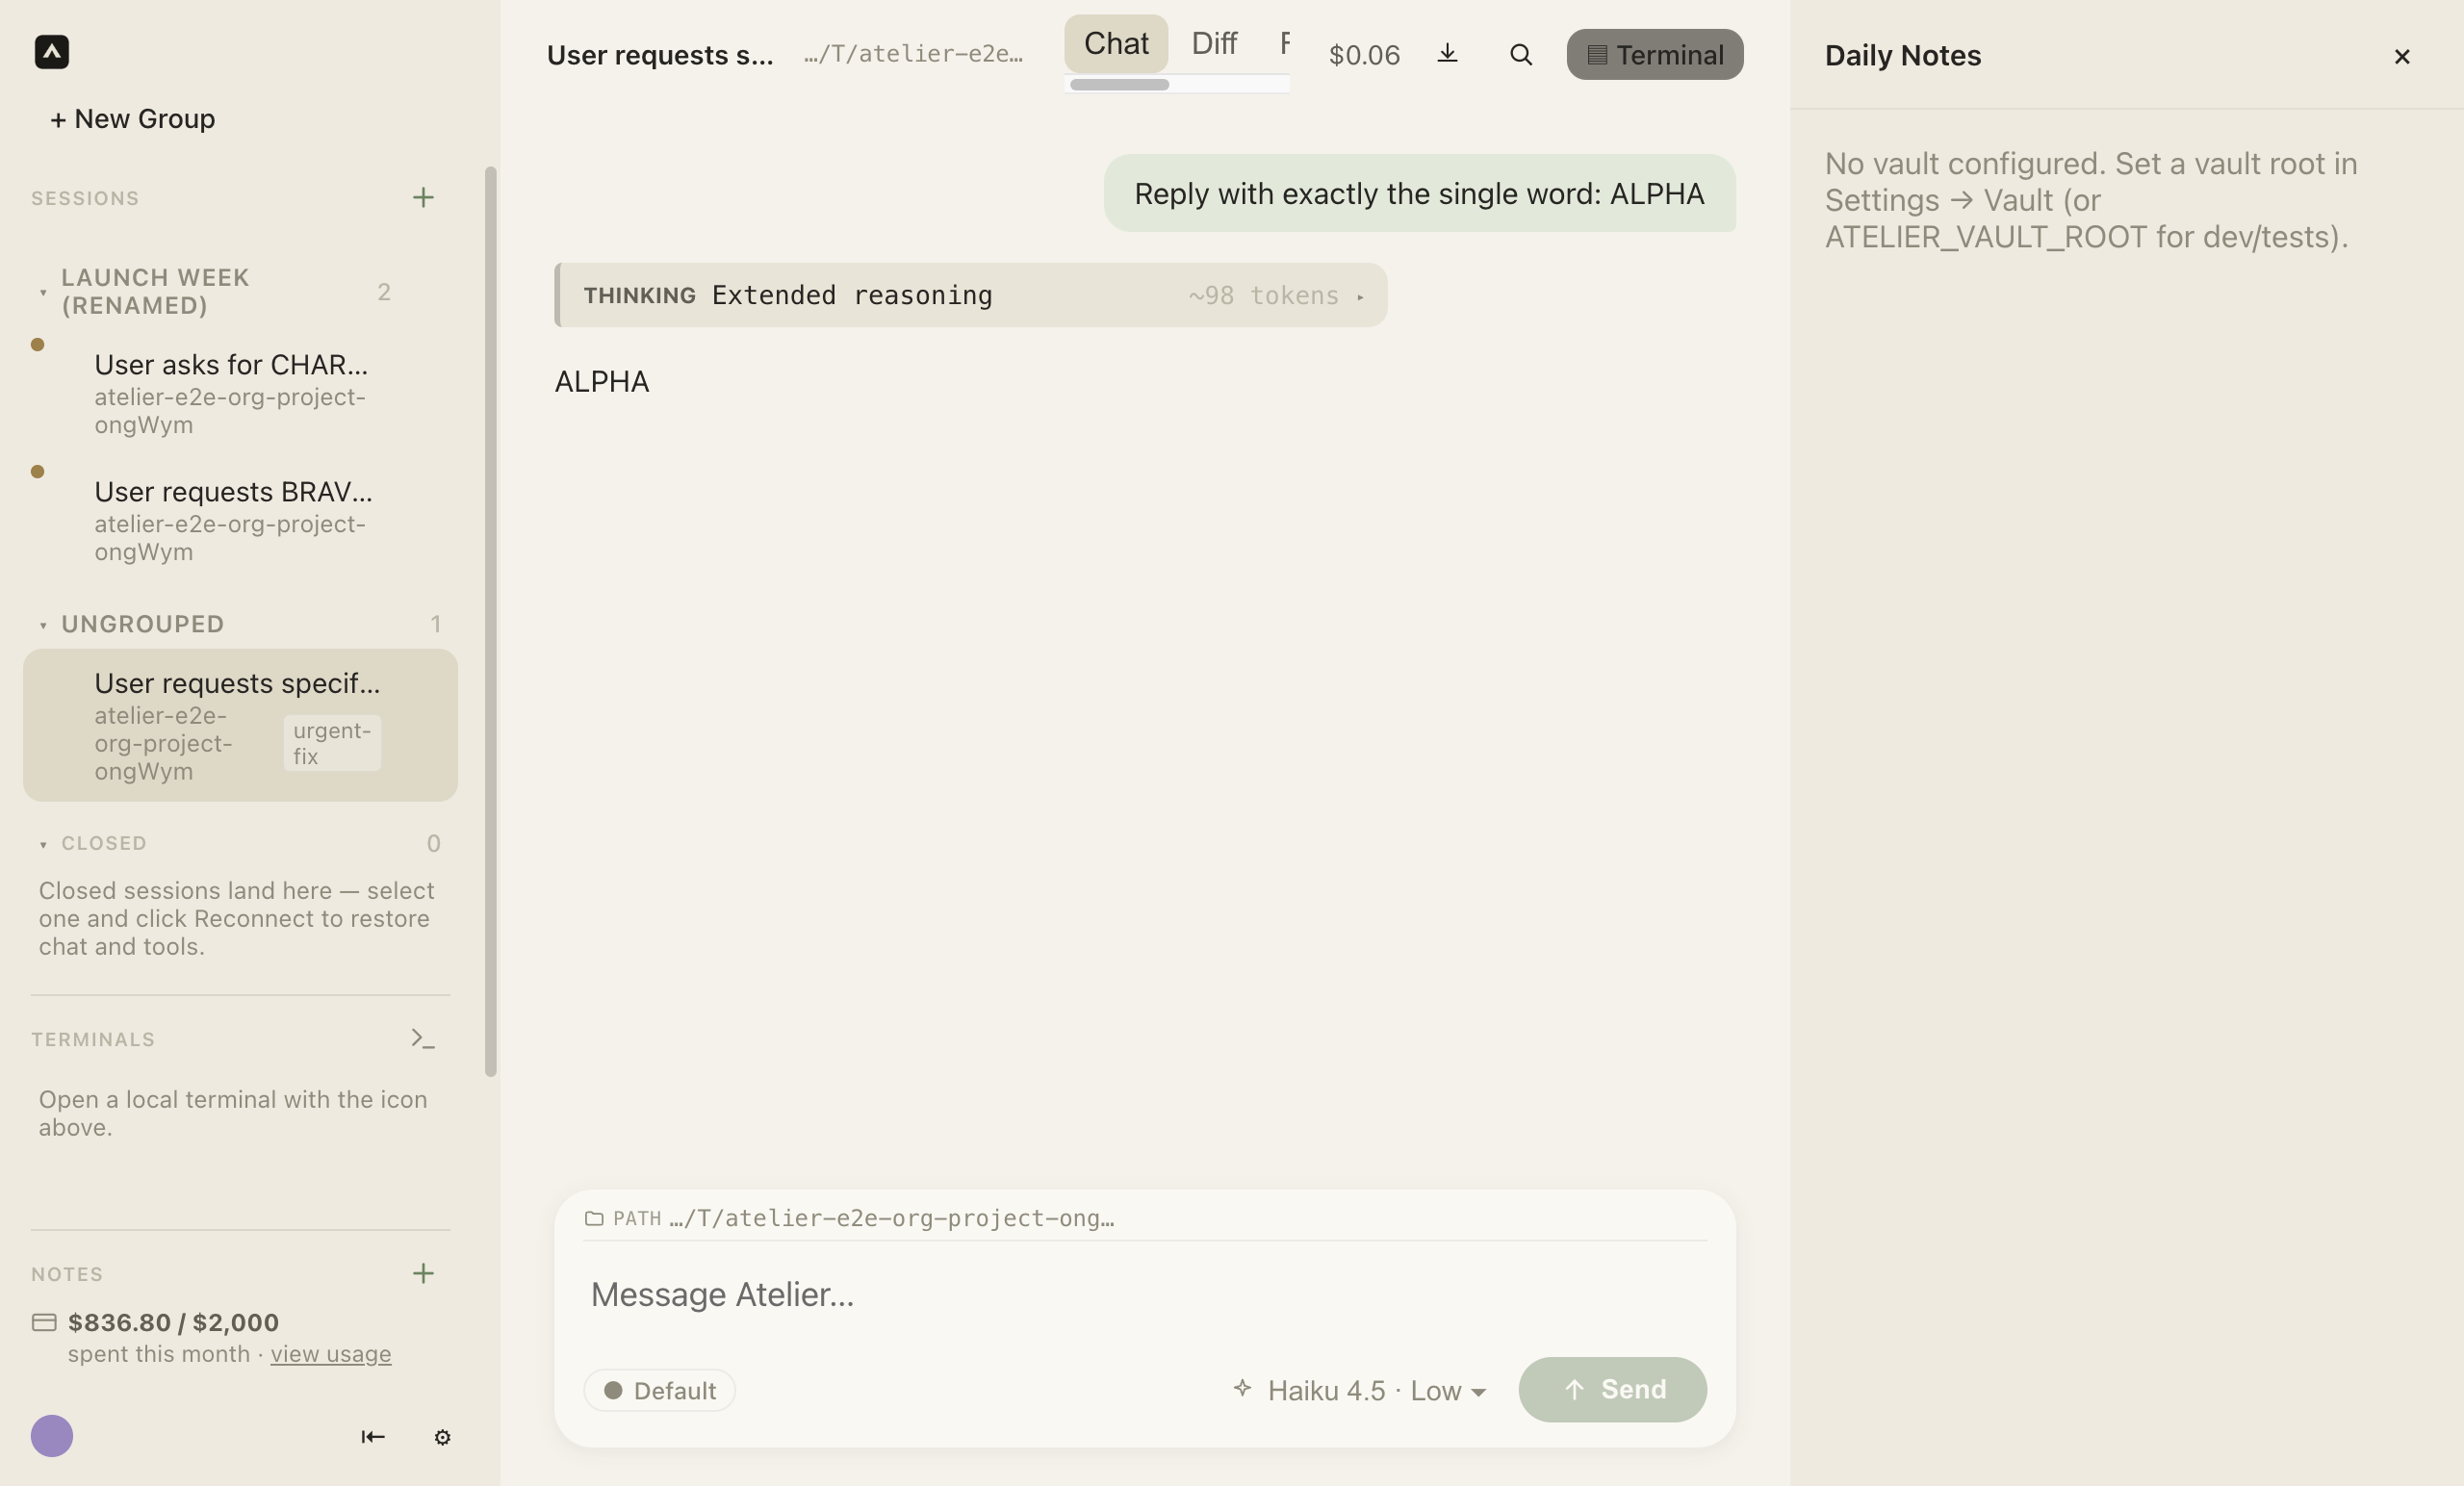 + New Group
SESSIONS
LAUNCH WEEK
(RENAMED)
2
User asks for CHAR...
atelier-e2e-org-project-
ongWym
User requests BRAV...
atelier-e2e-org-project-
ongWym
UNGROUPED 1
User requests specif...
atelier-e2e-
org-project-
ongWym
urgent-
fix
CLOSED 0
Closed sessions land here — select
one and click Reconnect to restore
chat and tools.
TERMINALS
Open a local terminal with the icon
above.
NOTES
$836.80 / $2,000
spent this month · view usage
User requests s... …/T/atelier-e2e… Chat Diff $0.06 Terminal
Reply with exactly the single word: ALPHA
THINKING Extended reasoning ~98 tokens
ALPHA
PATH …/T/atelier-e2e-org-project-ong…
Message Atelier...
Default Haiku 4.5 · Low Send
Daily Notes
No vault configured. Set a vault root in
Settings → Vault (or
ATELIER_VAULT_ROOT for dev/tests).